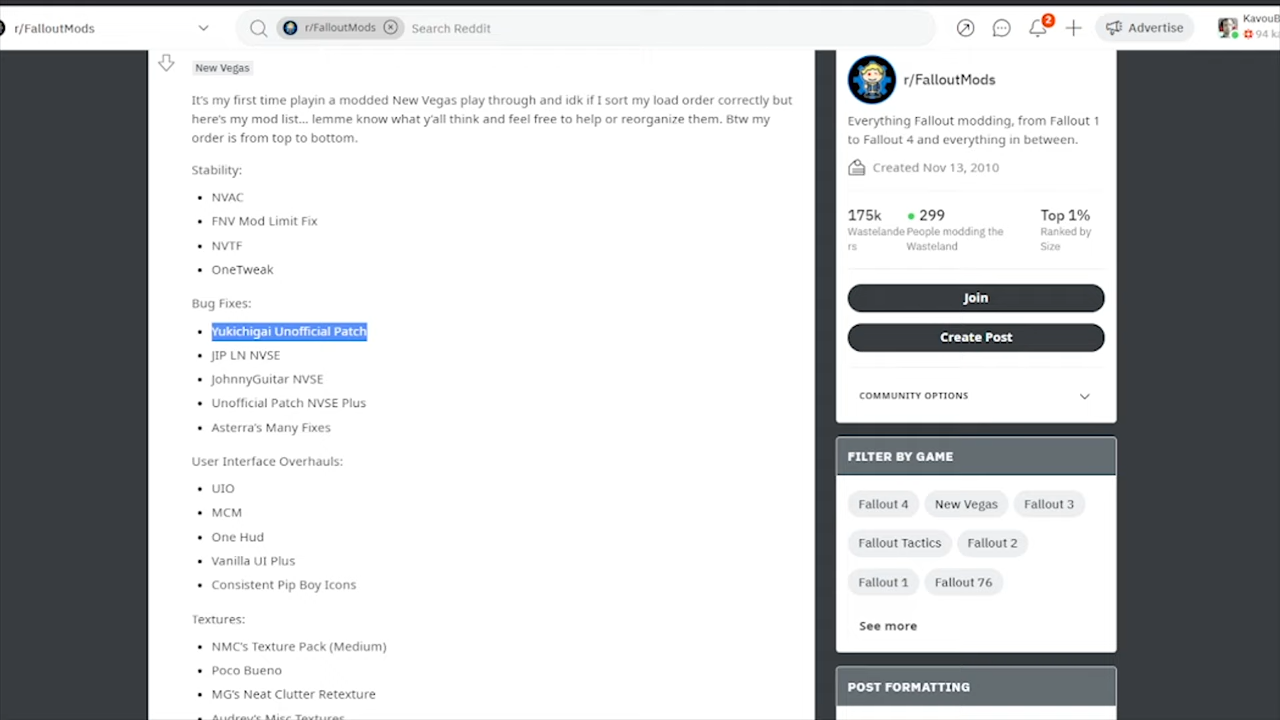 r/FalloutMods
r/FalloutMods
Search Reddit
2
Advertise
94
New Vegas
It's my first time playin a modded New Vegas play through and idk if I sort my load order correctly but
here's my mod list... lemme know what y'all think and feel free to help or reorganize them. Btw my
order is from top to bottom.
Stability:
• NVAC
• FNV Mod Limit Fix
• NVTF
• OneTweak
Bug Fixes:
• Yukichigai Unofficial Patch
• JIP LN NVSE
• JohnnyGuitar NVSE
• Unofficial Patch NVSE Plus
• Asterra's Many Fixes
User Interface Overhauls:
• UIO
• MCM
• One Hud
• Vanilla UI Plus
• Consistent Pip Boy Icons
Textures:
• NMC's Texture Pack (Medium)
• Poco Bueno
• MG's Neat Clutter Retexture
Audrey's Misc Textures
r/FalloutMods
Everything Fallout modding, from Fallout 1
to Fallout 4 and everything in between.
Created Nov 13, 2010
175k
Wastelande
rs
299
People modding the
Wasteland
Top 1%
Ranked by
Size
Join
Create Post
COMMUNITY OPTIONS
FILTER BY GAME
Fallout 4
New Vegas
Fallout 3
Fallout Tactics
Fallout 2
Fallout 1
Fallout 76
See more
POST FORMATTING